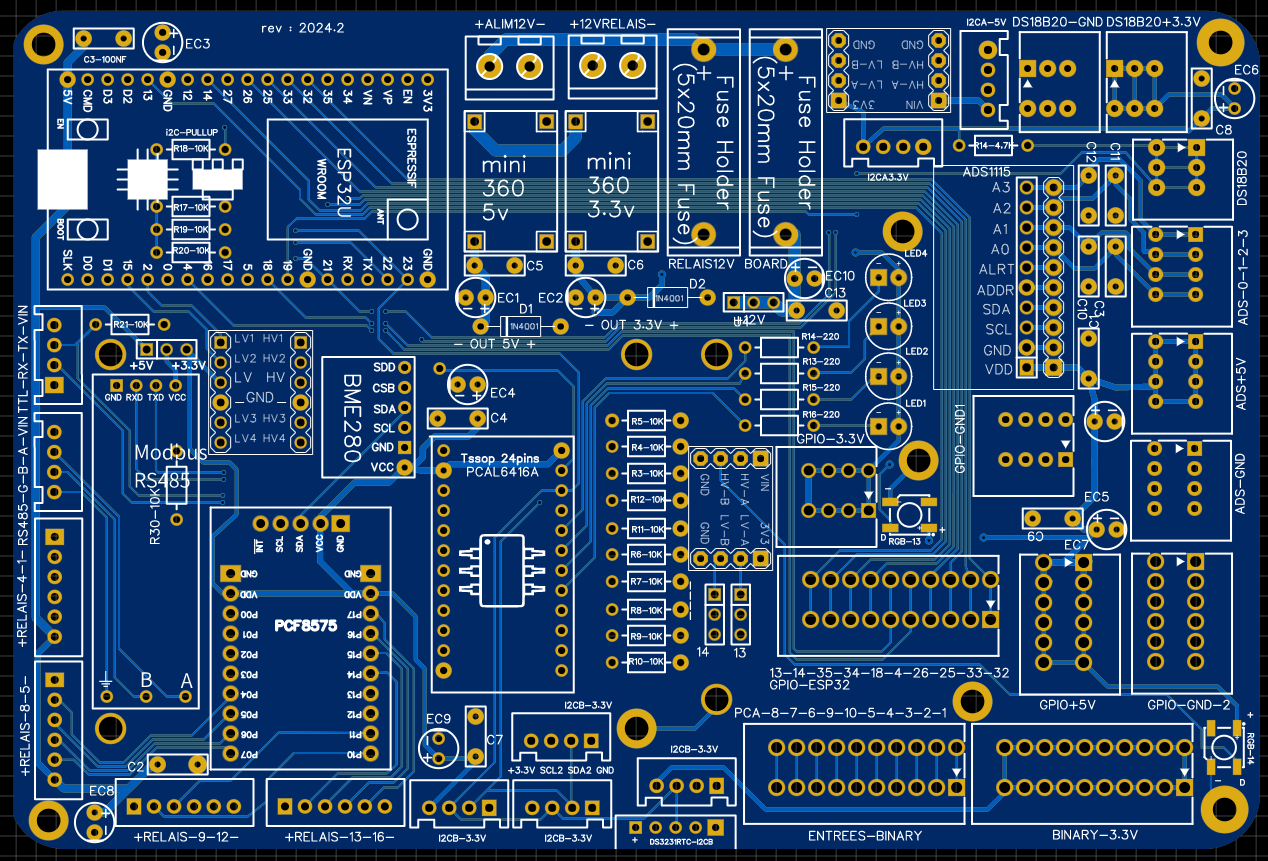 rev : 2024.2
+ALIM12V-
+12VRELAIS-
I2CA-5V
DS18B20-GND
DS18B20+3.3V
C3-100NF
EC3
EC6
C8
5V
CMD
D3
D2
13
GND
12
14
27
26
25
33
32
35
34
VN
VP
EN
3V3
EN
i2C-PULLUP
R18-10K
R17-10K
R19-10K
R20-10K
BOOT
ESP32U
WROOM
ESPRESSIF
ANT
SLK
D0
D1
15
2
0
4
16
17
5
18
19
GND
21
RX
TX
22
23
GND
mini
360
5v
mini
360
3.3v
+
Fuse Holder
(5x20mm Fuse)
+
Fuse Holder
(5x20mm Fuse)
RELAIS12V
BOARD
GND
LV-B
LV-A
3V3
GND
HV-B
HV-A
VIN
I2CA3.3V
R14-4.7K
ADS1115
C12
C11
DS18B20
A3
A2
A1
A0
ALRT
ADDR
SDA
SCL
GND
VDD
C10
C3
ADS-0-1-2-3
ADS+5V
ADS-GND
C5
C6
EC1
EC2
D2
1N4001
D1
1N4001
- OUT 3.3V +
- OUT 5V +
EC10
C13
+12V
LED4
LED3
LED2
LED1
R14-220
R13-220
R15-220
R16-220
TTL-RX-TX-VIN
R21-10K
+5V
+3.3V
GND RXD TXD VCC
LV1 HV1
LV2 HV2
LV HV
GND
LV3 HV3
LV4 HV4
BME280
SDD
CSB
SDA
SCL
GND
VCC
EC4
C4
RS485-G-B-A-VIN
Modbus
RS485
R30-10K
Tssop 24pins
PCAL6416A
R5-10K
R4-10K
R3-10K
R12-10K
R11-10K
R6-10K
R7-10K
R8-10K
R9-10K
R10-10K
GND
HV-B
HV-A
VIN
GND
LV-B
LV-A
3V3
14
13
GPIO-3.3V
RGB-13
D
GPIO-GND1
EC5
C9
EC7
+RELAIS-4-1-
INT
SCL
SDA
VCC
GND
GND
VDD
P00
P01
P02
P03
P04
P05
P06
P07
GND
VDD
P17
P16
P15
P14
P13
P12
P11
P10
PCF8575
B
A
+RELAIS-8-5-
C2
EC8
+RELAIS-9-12-
+RELAIS-13-16-
EC9
C7
I2CB-3.3V
+3.3V SCL2 SDA2 GND
I2CB-3.3V
I2CB-3.3V
I2CB-3.3V
DS3231RTC-I2CB
13-14-35-34-18-4-26-25-33-32
GPIO-ESP32
PCA-8-7-6-9-10-5-4-3-2-1
ENTREES-BINARY
BINARY-3.3V
GPIO+5V
GPIO-GND-2
RGB-14
D